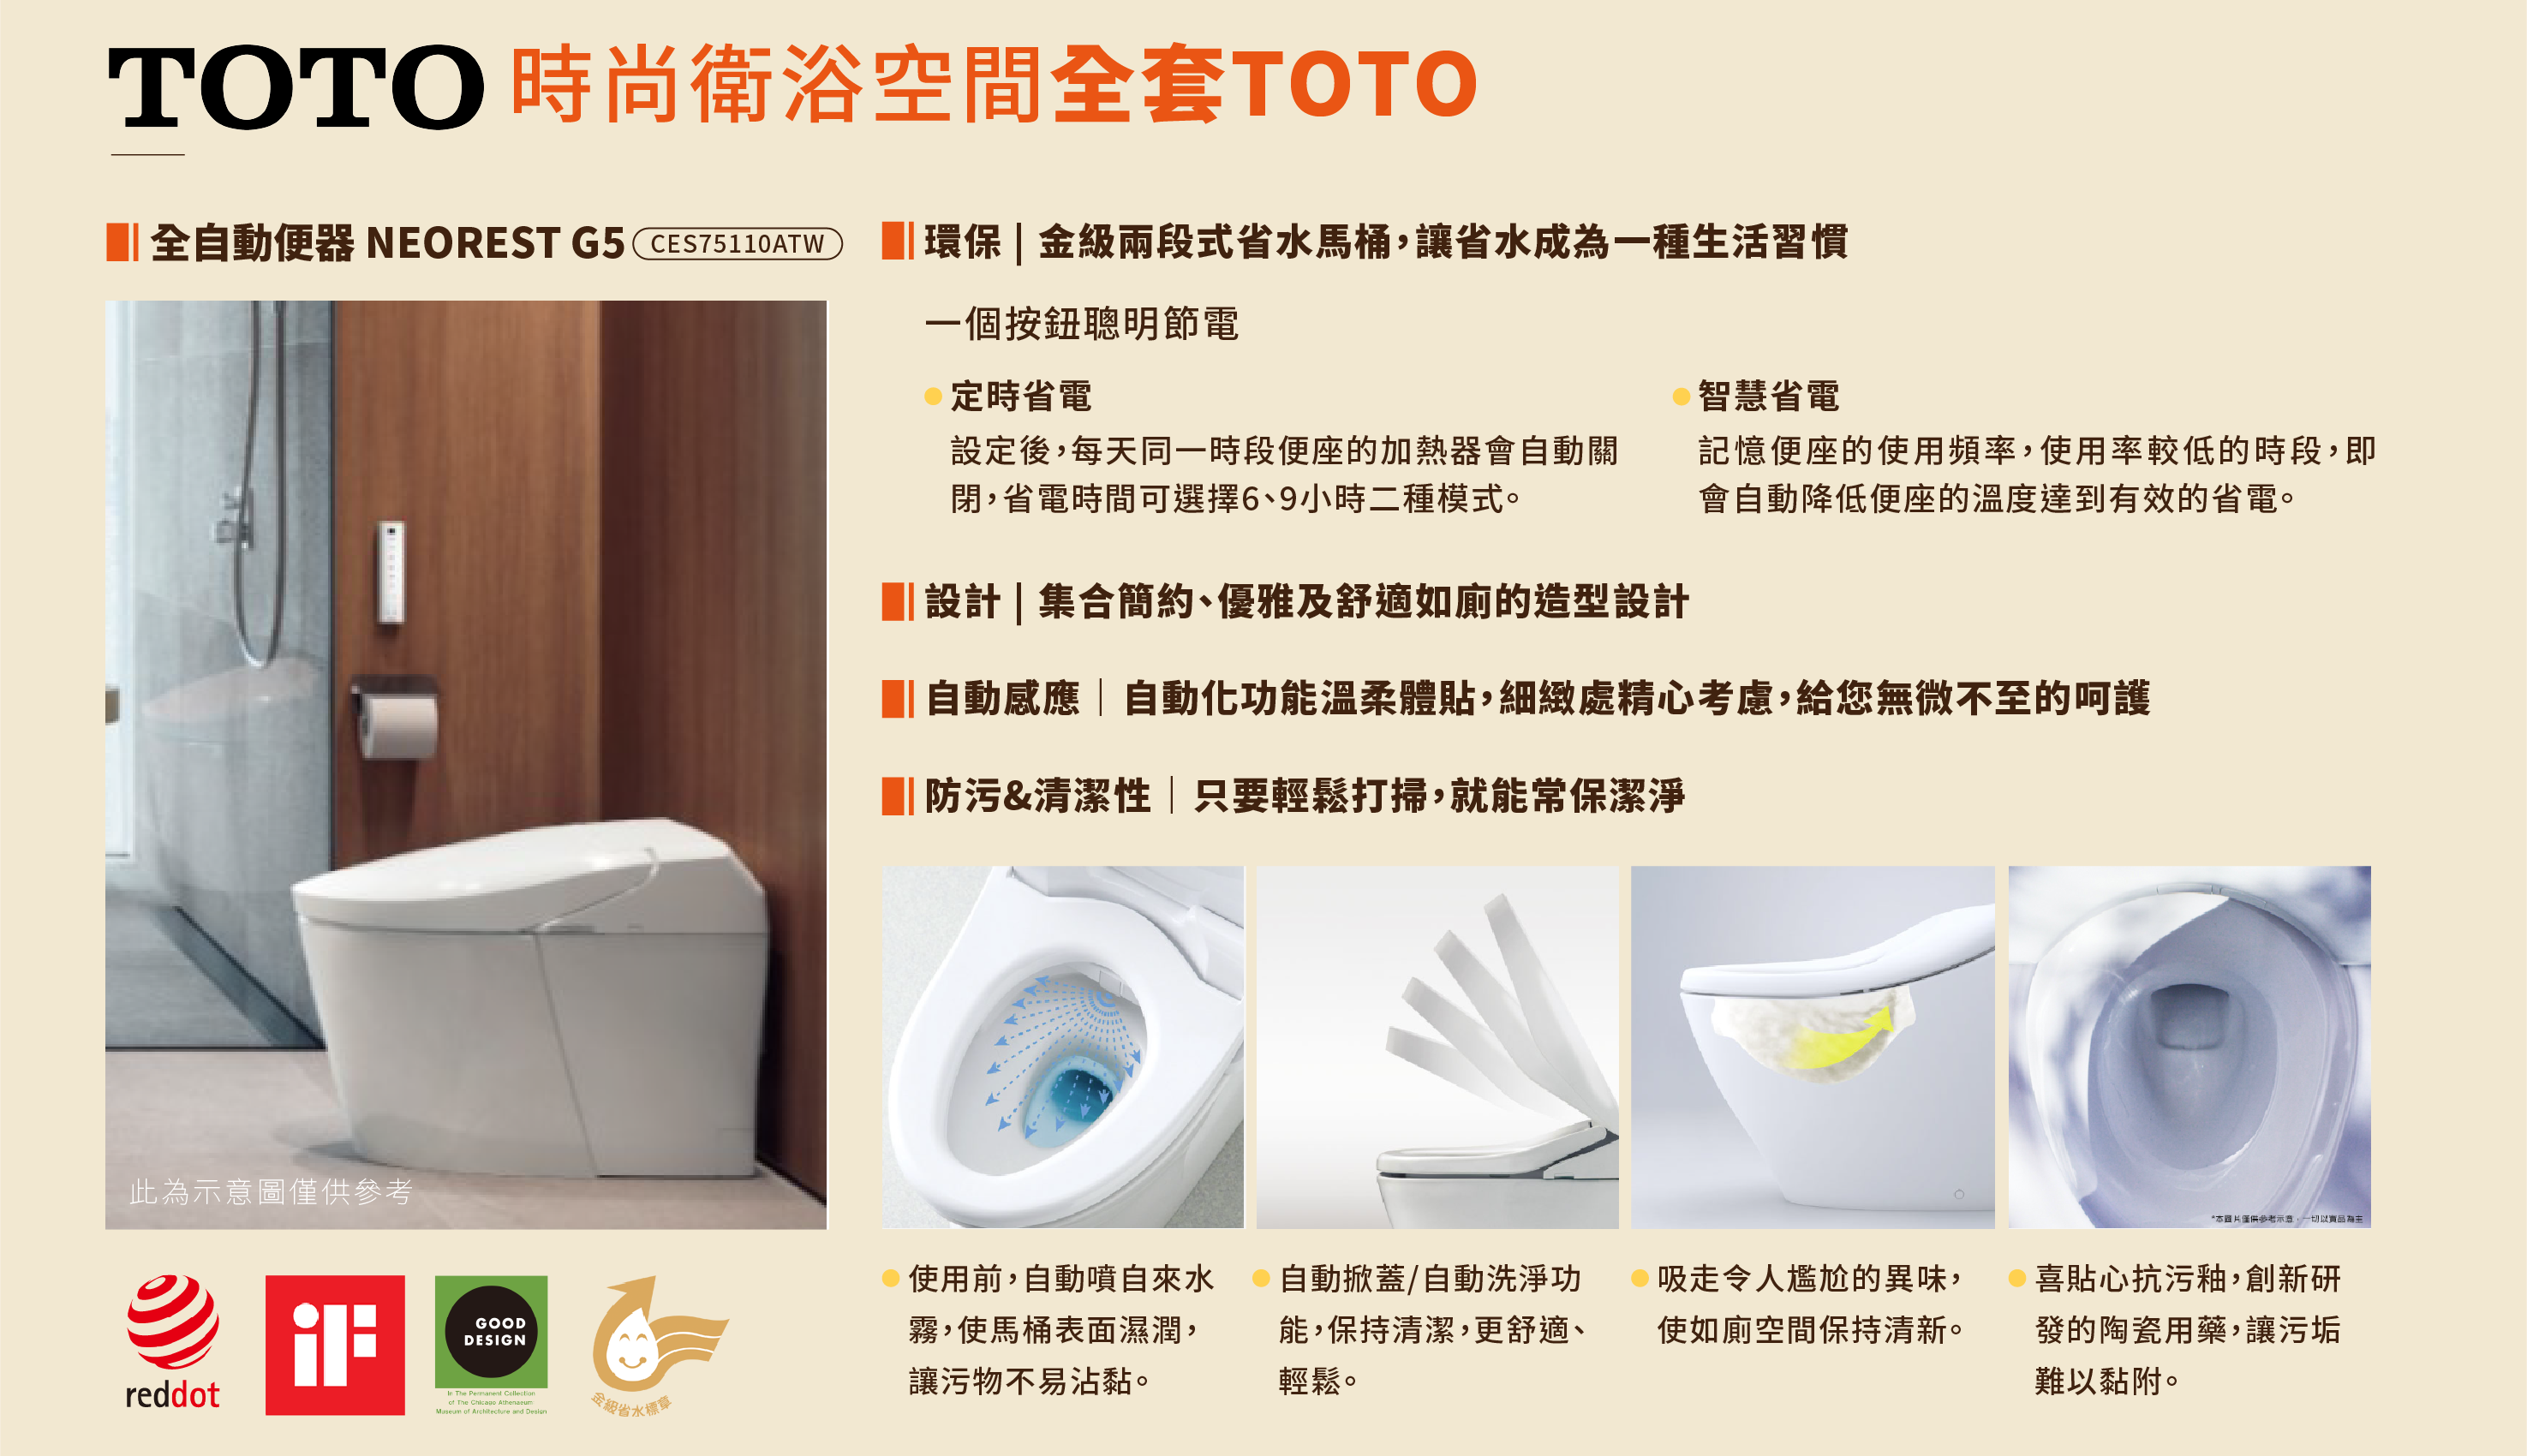 TOTO 時尚衛浴空間全套TOTO
全自動便器 NEOREST G5 CES75110ATW
此為示意圖僅供參考
reddot
iF
GOOD
DESIGN
In The Permanent Collection
of The Chicago Athenaeum
Museum of Architecture and Design
金級省水標章
環保 | 金級兩段式省水馬桶,讓省水成為一種生活習慣
一個按鈕聰明節電
定時省電
設定後,每天同一時段便座的加熱器會自動關
閉,省電時間可選擇6、9小時二種模式。
智慧省電
記憶便座的使用頻率,使用率較低的時段,即
會自動降低便座的溫度達到有效的省電。
設計 | 集合簡約、優雅及舒適如廁的造型設計
自動感應｜自動化功能溫柔體貼,細緻處精心考慮,給您無微不至的呵護
防污&清潔性｜只要輕鬆打掃,就能常保潔淨
*本圖片僅供參考示意，一切以實品為主
使用前,自動噴自來水
霧,使馬桶表面濕潤,
讓污物不易沾黏。
自動掀蓋/自動洗淨功
能,保持清潔,更舒適、
輕鬆。
吸走令人尷尬的異味,
使如廁空間保持清新。
喜貼心抗污釉,創新研
發的陶瓷用藥,讓污垢
難以黏附。